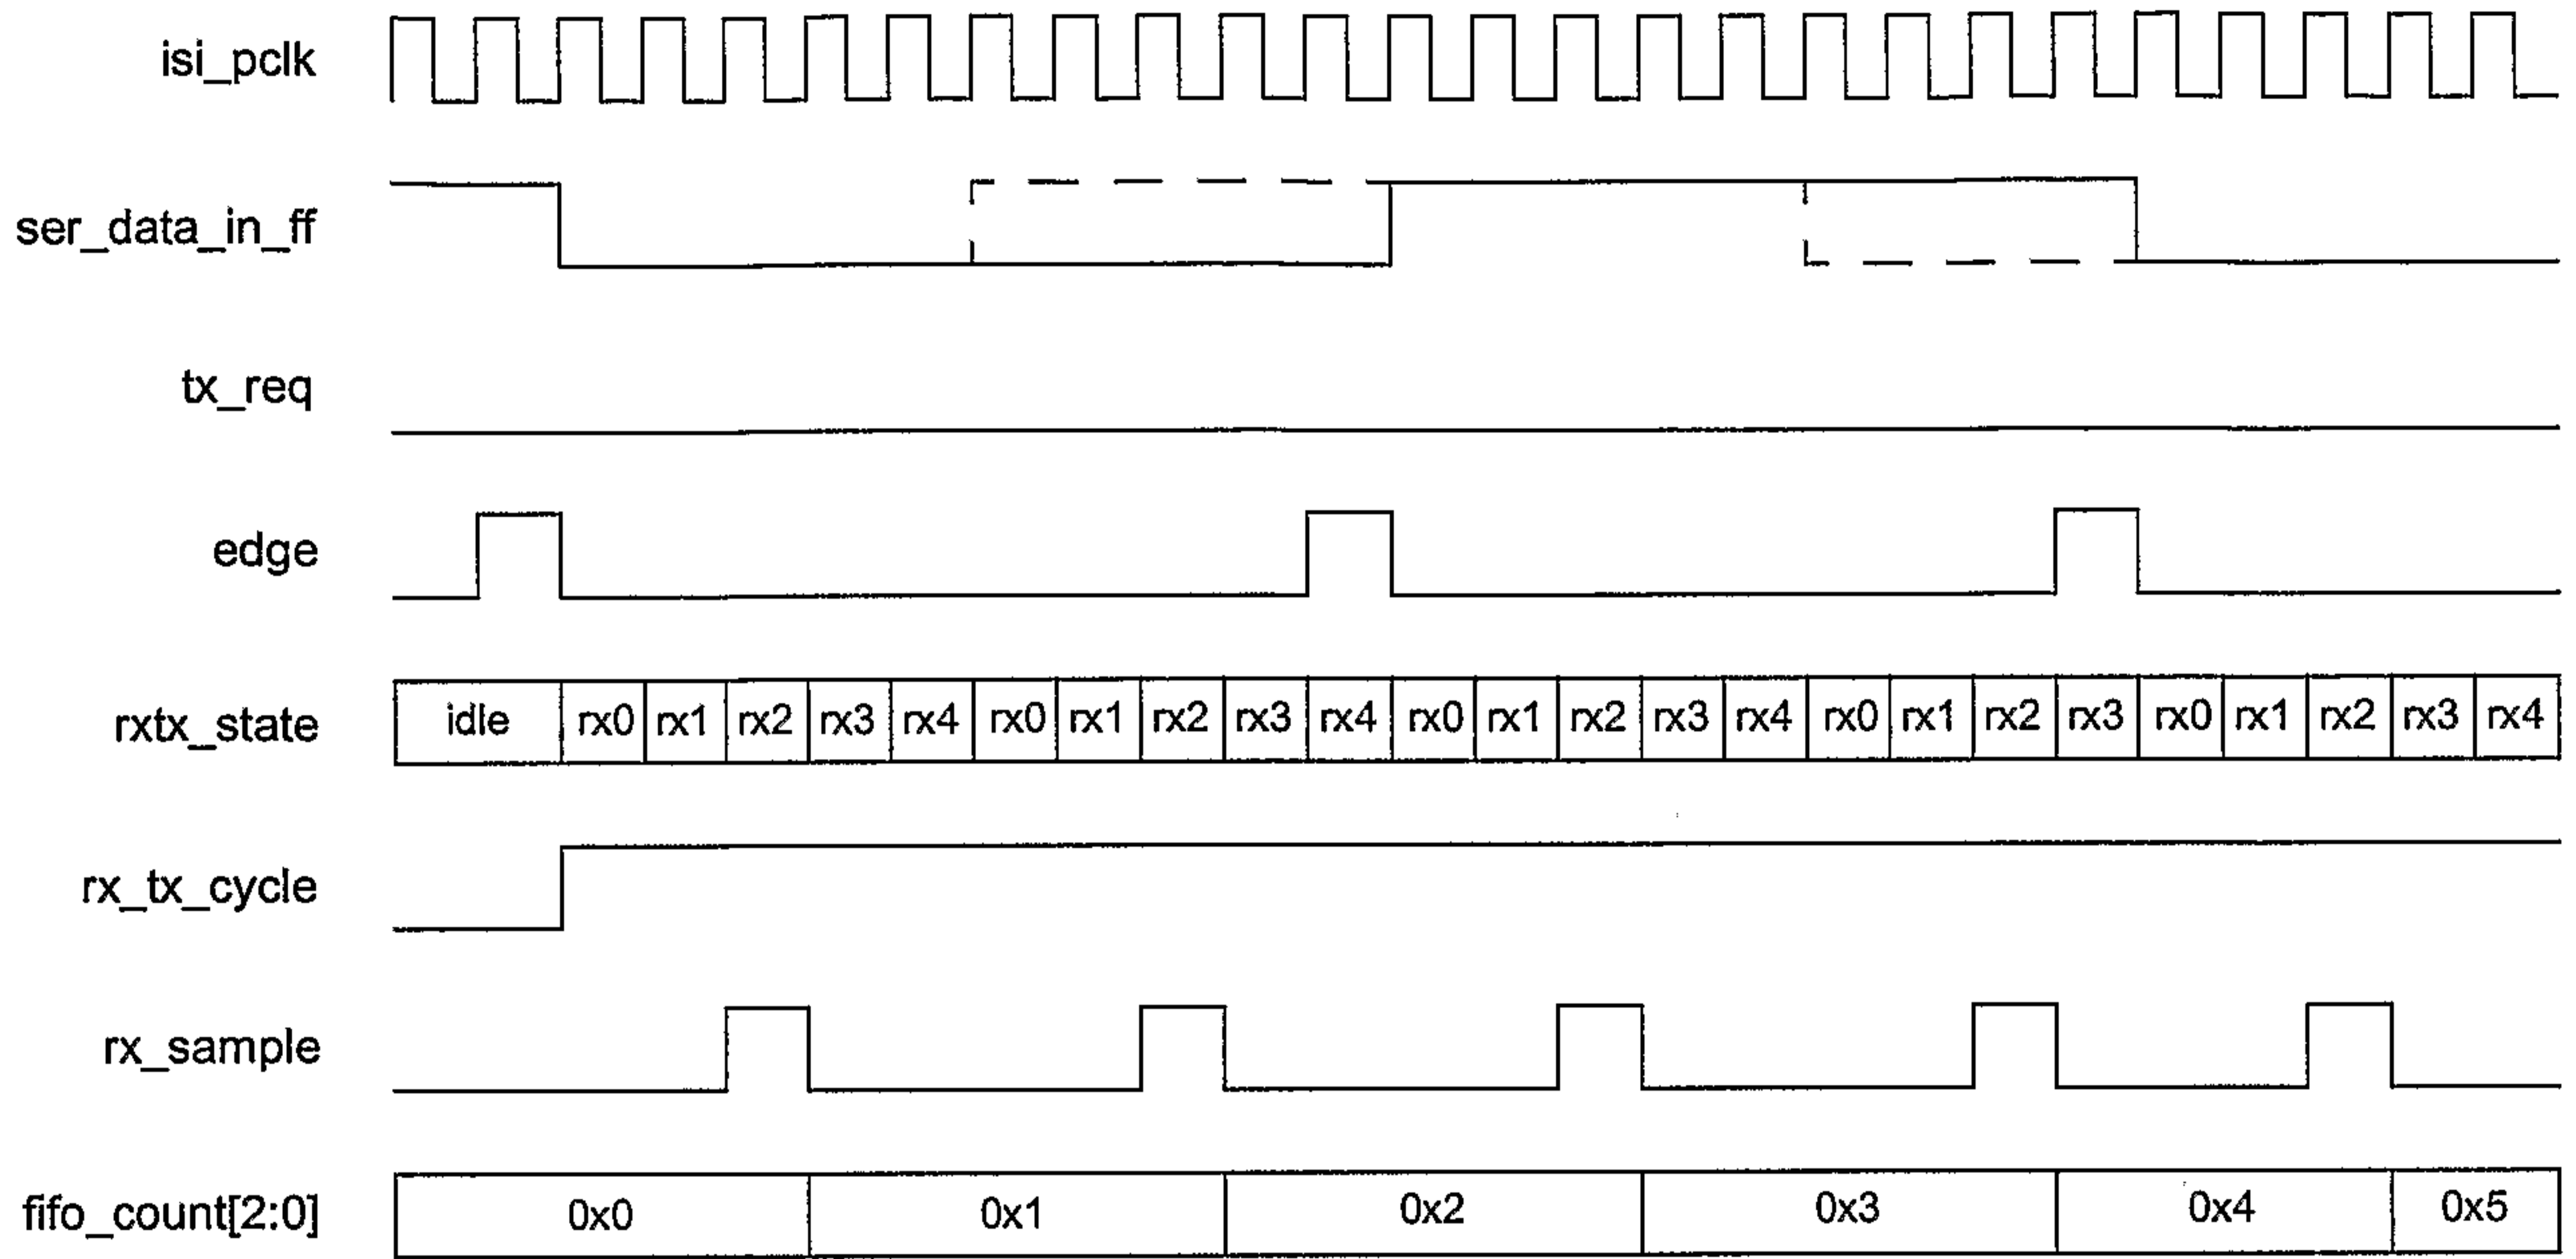 isi_pclk
ser_data_in_ff
tx_req
edge
rxtx_state idle rx0 rx1 rx2 rx3 rx4 rx0 rx1 rx2 rx3 rx4 rx0 rx1 rx2 rx3 rx4 rx0 rx1 rx2 rx3 rx0 rx1 rx2 rx3 rx4
rx_tx_cycle
rx_sample
fifo_count[2:0] 0x0 0x1 0x2 0x3 0x4 0x5